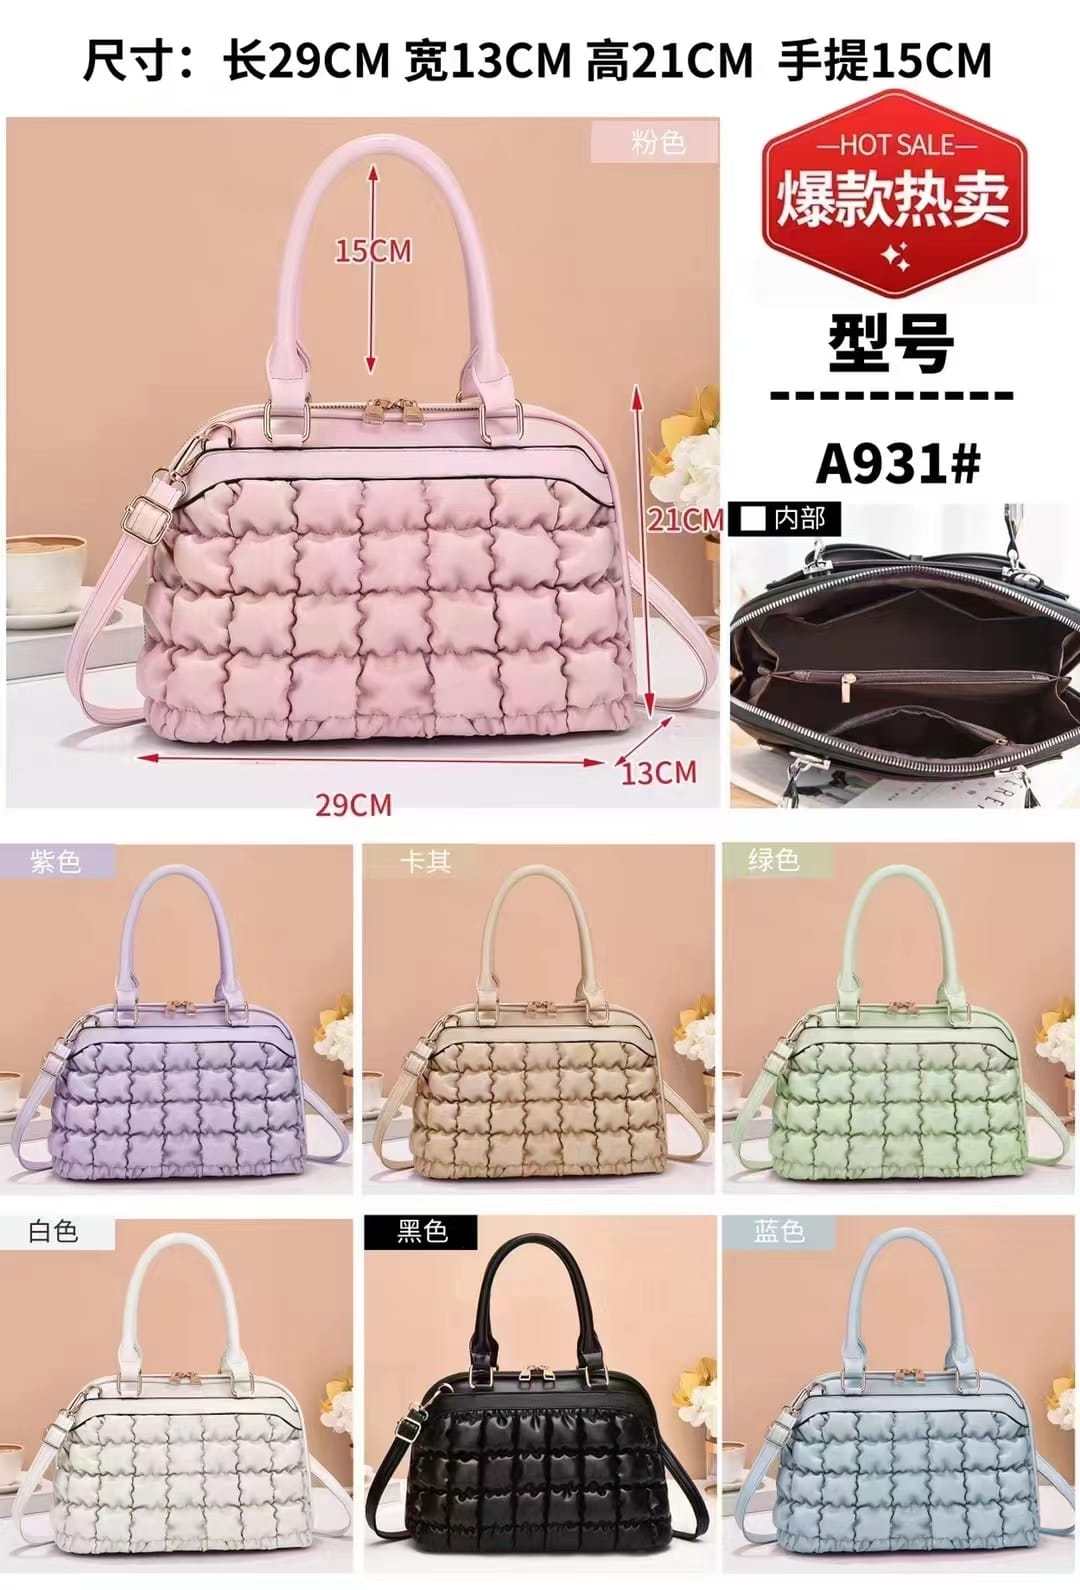 尺寸：长29CM 宽13CM 高21CM 手提15CM
粉色
—HOT SALE—
爆款热卖
15CM
型号
----------
A931#
21CM
内部
13CM
29CM
紫色
卡其
绿色
白色
黑色
蓝色